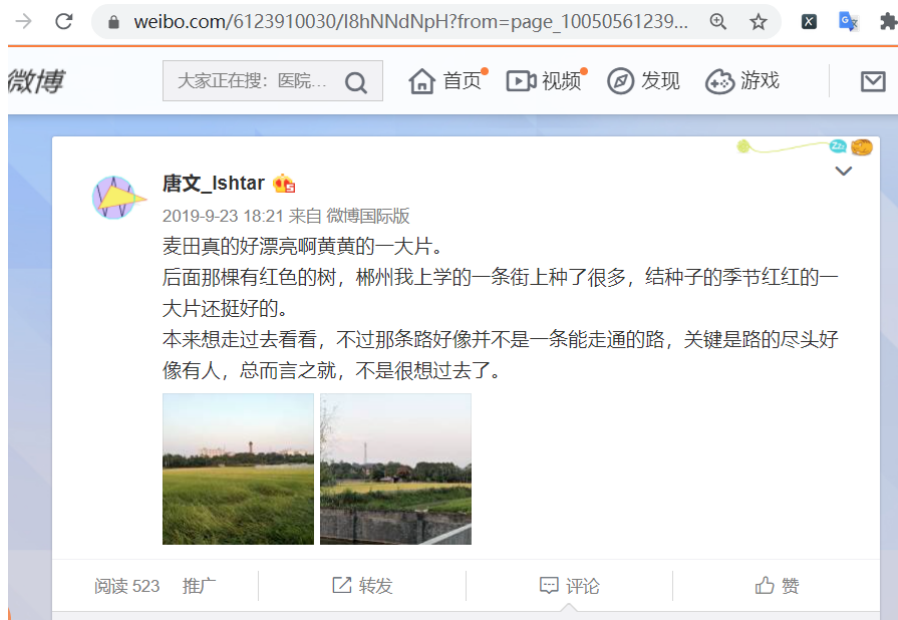 weibo.com/6123910030/I8hNNdNpH?from=page_10050561239...
微博
大家正在搜：医院...
首页
视频
发现
游戏
唐文_Ishtar
2019-9-23 18:21 来自 微博国际版
麦田真的好漂亮啊黄黄的一大片。
后面那棵有红色的树，郴州我上学的一条街上种了很多，结种子的季节红红的一
大片还挺好的。
本来想走过去看看，不过那条路好像并不是一条能走通的路，关键是路的尽头好
像有人，总而言之就，不是很想过去了。
阅读 523
推广
转发
评论
赞